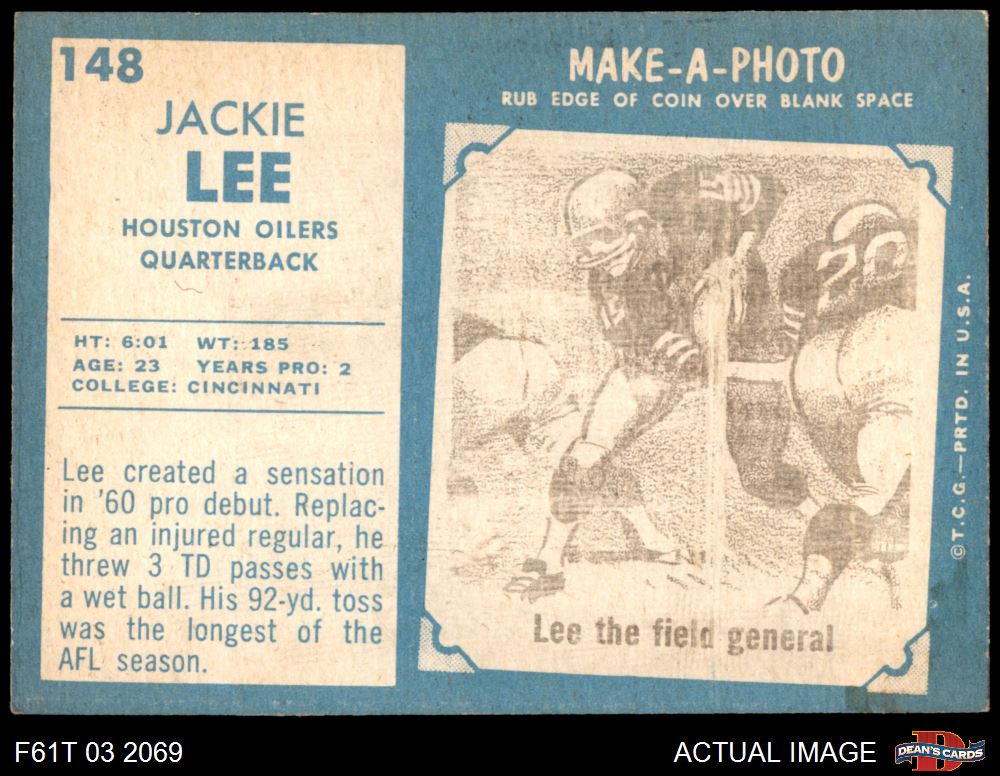 148
JACKIE
LEE
HOUSTON OILERS
QUARTERBACK
HT: 6:01 WT: 185
AGE: 23 YEARS PRO: 2
COLLEGE: CINCINNATI
Lee created a sensation
in '60 pro debut. Replac-
ing an injured regular, he
threw 3 TD passes with
a wet ball. His 92-yd. toss
was the longest of the
AFL season.
MAKE-A-PHOTO
RUB EDGE OF COIN OVER BLANK SPACE
15
70
Lee the field general
©T.C.G.—PRTD. IN U.S.A.
F61T 03 2069
ACTUAL IMAGE
D
DEAN'S CARDS